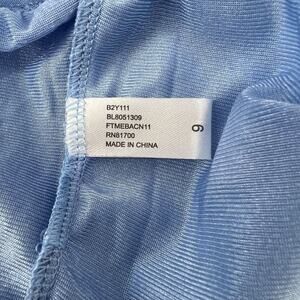 B2Y111
BL8051309
FTMEBACN11
RN81700
MADE IN CHINA
6